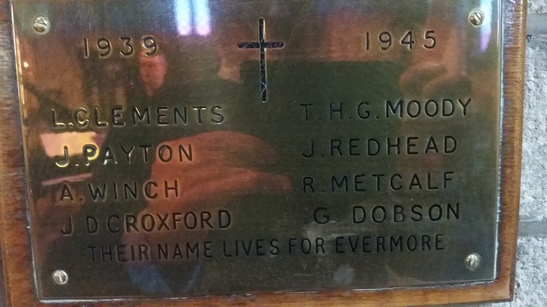 1939 1945
L.CLEMENTS T.H.G.MOODY
J.PAYTON J.REDHEAD
A.WINCH R.METCALF
J D CROXFORD G DOBSON
THEIR NAME LIVES FOR EVERMORE